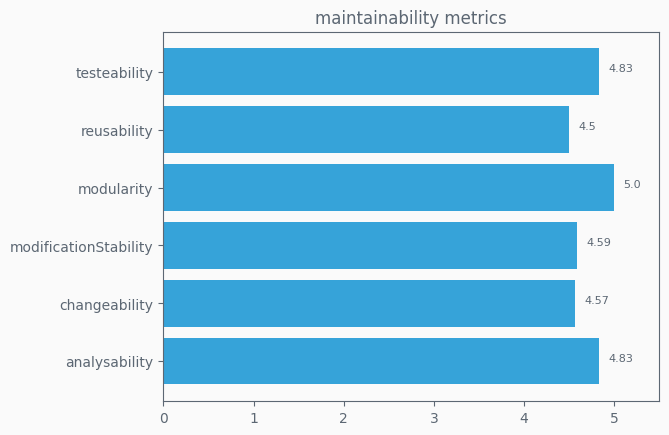 maintainability metrics
testeability
4.83
reusability
4.5
modularity
5.0
modificationStability
4.59
changeability
4.57
analysability
4.83
0 1 2 3 4 5